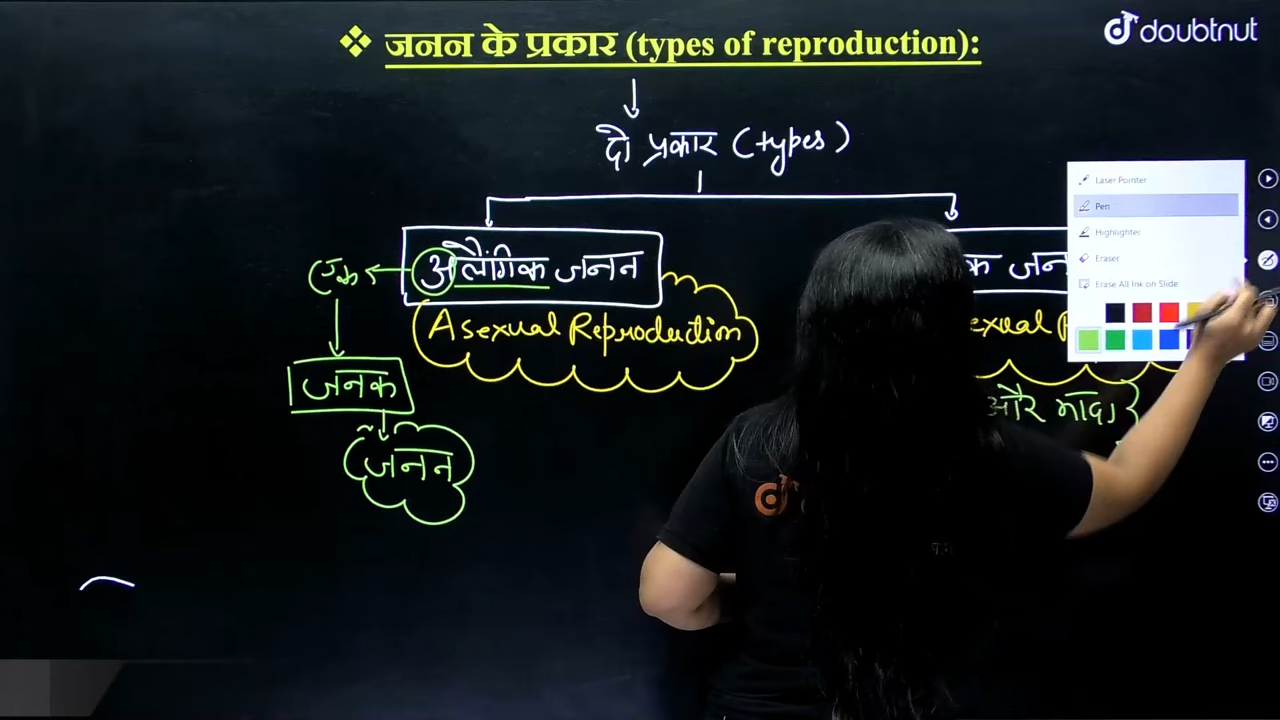 doubtnut
❖ जनन के प्रकार (types of reproduction):
दो प्रकार (types)
अलैंगिक जनन
एक
Asexual Reproduction
जनक
जनन
और मादा}
Laser Pointer
Pen
Highlighter
Eraser
Erase All Ink on Slide